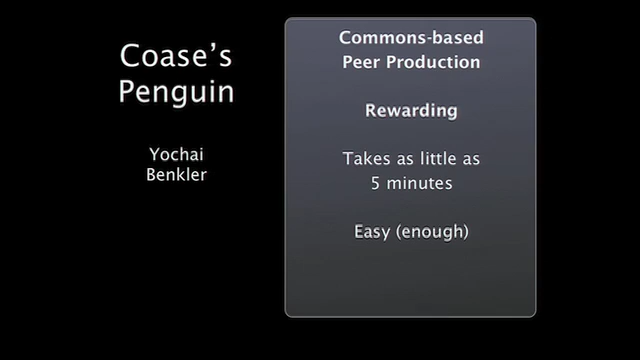 Coase’s
Penguin
Yochai
Benkler
Commons-based
Peer Production
Rewarding
Takes as little as
5 minutes
Easy (enough)